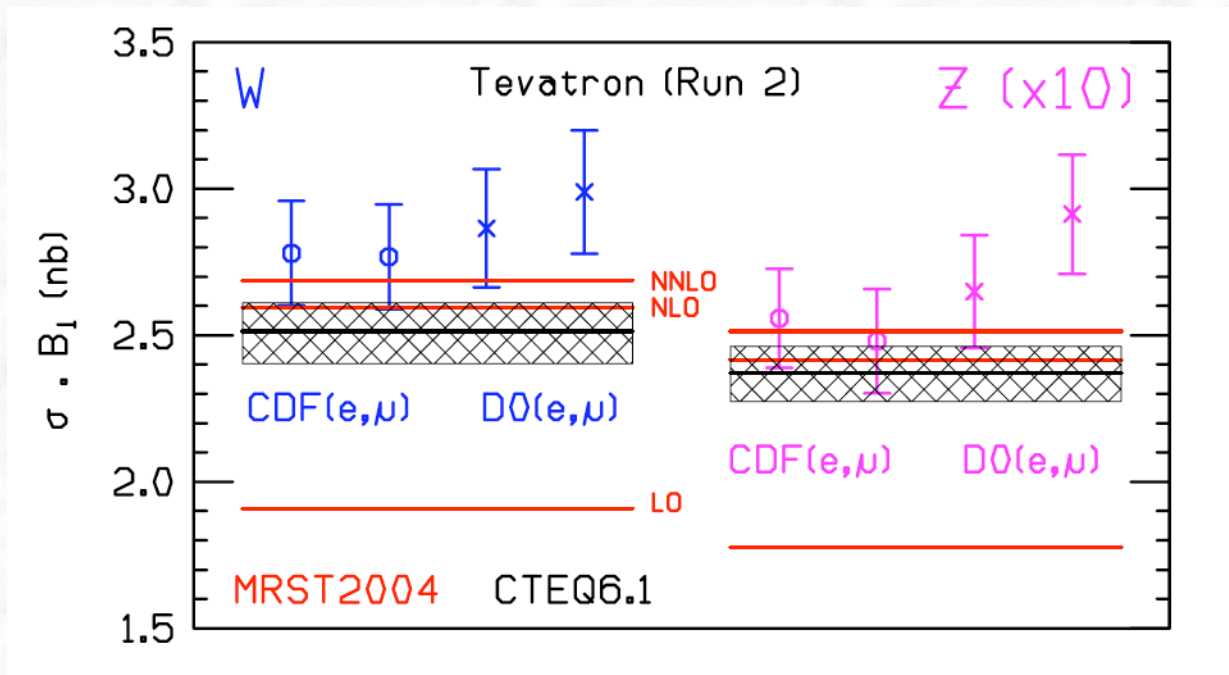 3.5
W
Tevatron (Run 2)
Z (x10)
3.0
σ · B_l (nb)
NNLO
NLO
2.5
CDF(e,μ)
D0(e,μ)
CDF(e,μ)
D0(e,μ)
2.0
LO
MRST2004
CTEQ6.1
1.5